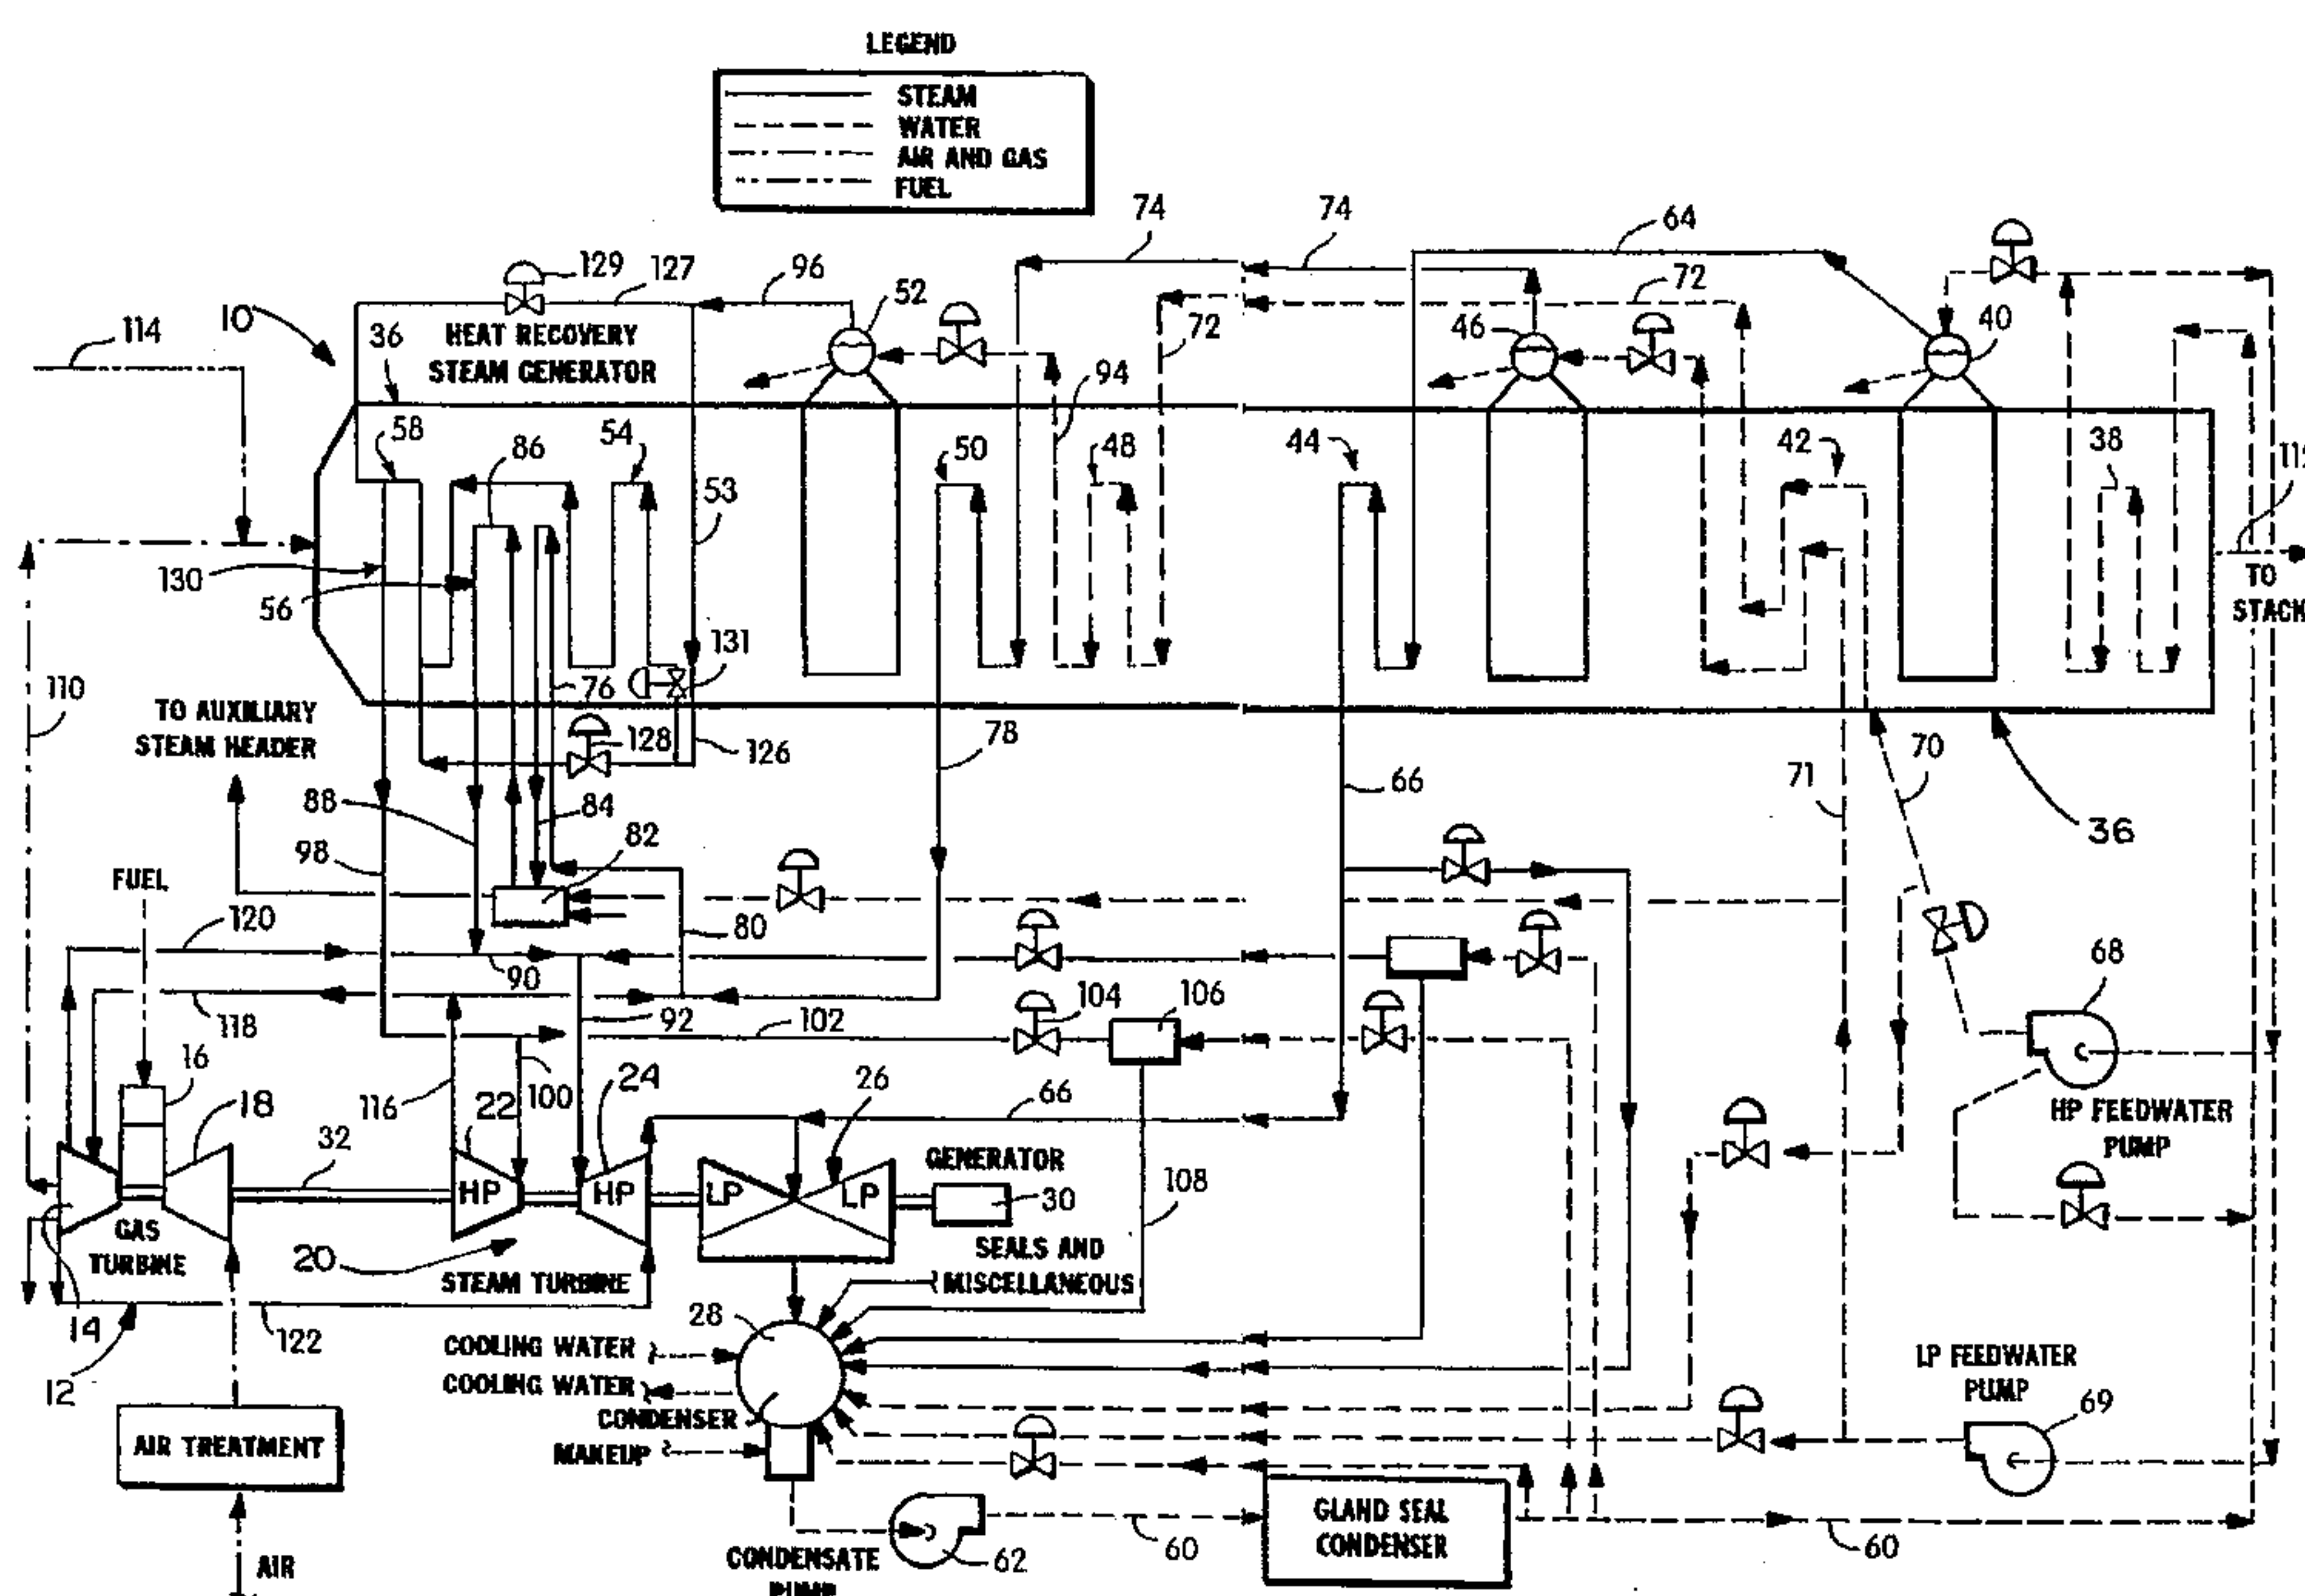 LEGEND
STEAM
WATER
AIR AND GAS
FUEL
74
74
64
129
127
96
52
72
10
114
36
HEAT RECOVERY
STEAM GENERATOR
72
46
40
94
58
86
54
50
48
44
42
38
112
53
130
56
TO
STACK
131
76
110
TO AUXILIARY
STEAM HEADER
128
126
78
70
71
66
36
88
84
82
98
FUEL
120
80
90
68
118
92
102
104
106
16
100
116
22
24
26
66
18
32
HP FEEDWATER
PUMP
HP
HP
LP
LP
GENERATOR
30
108
GAS
TURBINE
20
STEAM TURBINE
SEALS AND
MISCELLANEOUS
14
122
28
12
COOLING WATER
COOLING WATER
CONDENSER
MAKEUP
LP FEEDWATER
PUMP
69
AIR TREATMENT
AIR
CONDENSATE
PUMP
62
60
GLAND SEAL
CONDENSER
60